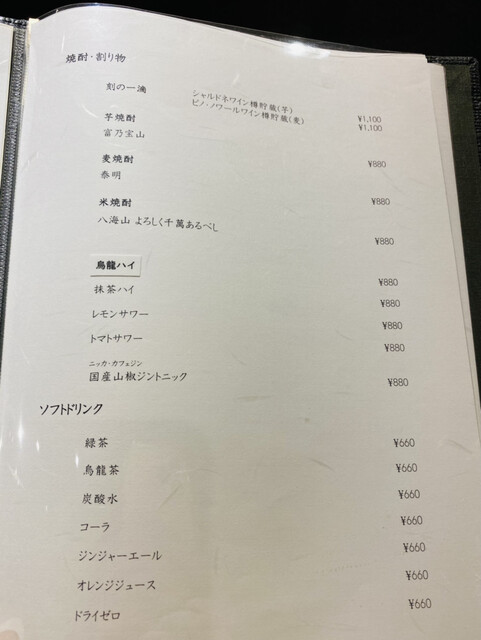 焼酎・割り物
刻の一滴
シャルドネワイン樽貯蔵(芋) ¥1,100
ピノ・ノワールワイン樽貯蔵(麦) ¥1,100
芋焼酎
富乃宝山 ¥880
麦焼酎
泰明 ¥880
米焼酎
八海山 よろしく千萬あるべし ¥880
烏龍ハイ ¥880
抹茶ハイ ¥880
レモンサワー ¥880
トマトサワー ¥880
ニッカ・カフェジン
国産山椒ジントニック ¥880
ソフトドリンク
緑茶 ¥660
烏龍茶 ¥660
炭酸水 ¥660
コーラ ¥660
ジンジャーエール ¥660
オレンジジュース ¥660
ドライゼロ ¥660